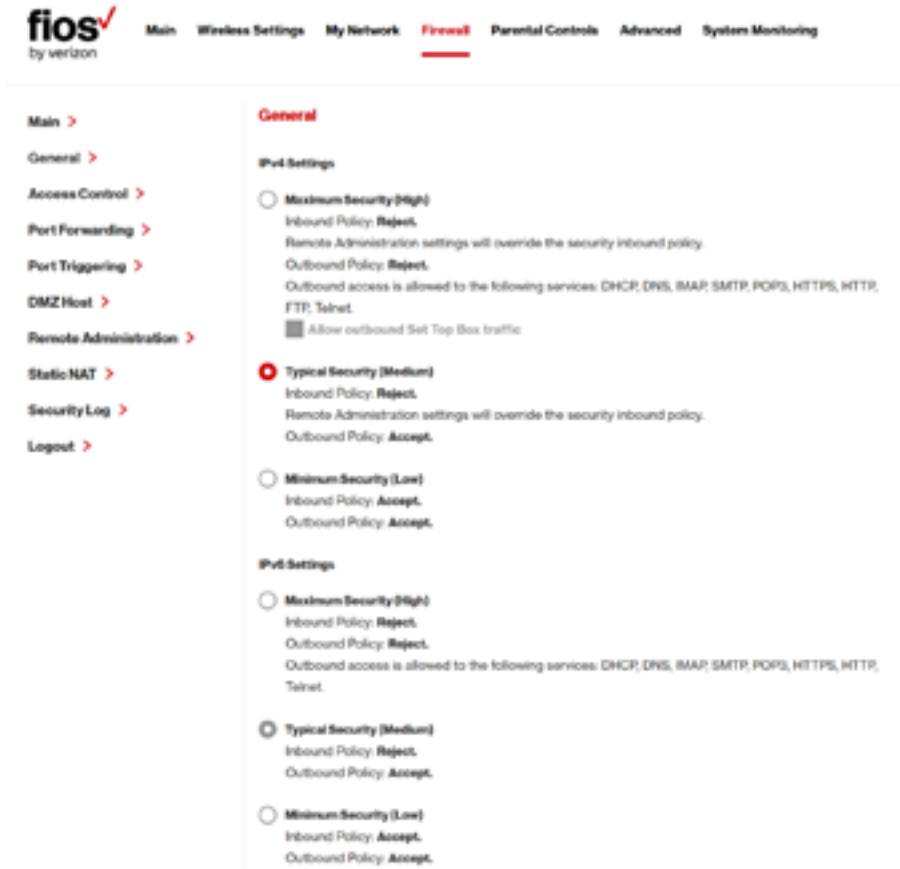 fios
by verizon
Main Wireless Settings My Network Firewall Parental Controls Advanced System Monitoring
Main >
General >
Access Control >
Port Forwarding >
Port Triggering >
DMZ Host >
Remote Administration >
Static NAT >
Security Log >
Logout >
General
IPv4 Settings
Maximum Security (High)
Inbound Policy: Reject.
Remote Administration settings will override the security inbound policy.
Outbound Policy: Reject.
Outbound access is allowed to the following services: DHCP, DNS, IMAP, SMTP, POP3, HTTPS, HTTP,
FTP, Telnet.
Allow outbound Set Top Box traffic
Typical Security (Medium)
Inbound Policy: Reject.
Remote Administration settings will override the security inbound policy.
Outbound Policy: Accept.
Minimum Security (Low)
Inbound Policy: Accept.
Outbound Policy: Accept.
IPv6 Settings
Maximum Security (High)
Inbound Policy: Reject.
Outbound Policy: Reject.
Outbound access is allowed to the following services: DHCP, DNS, IMAP, SMTP, POP3, HTTPS, HTTP,
Telnet.
Typical Security (Medium)
Inbound Policy: Reject.
Outbound Policy: Accept.
Minimum Security (Low)
Inbound Policy: Accept.
Outbound Policy: Accept.